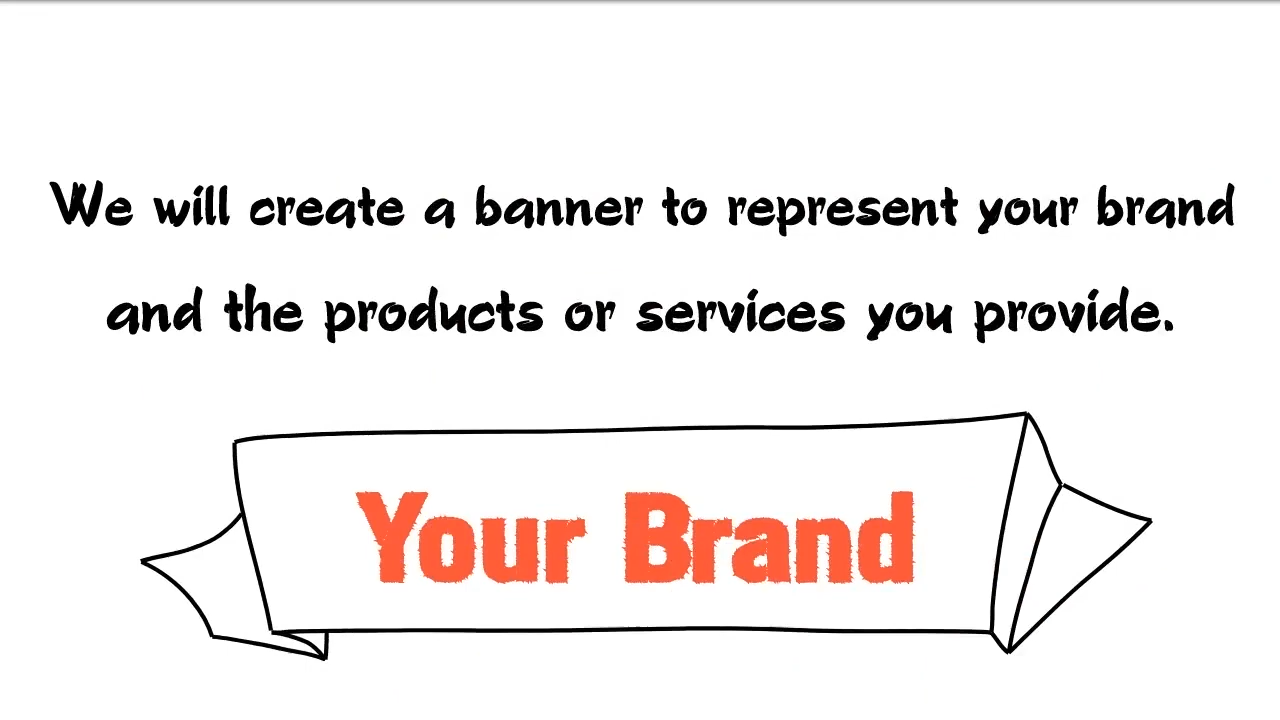 We will create a banner to represent your brand
and the products or services you provide.
Your Brand